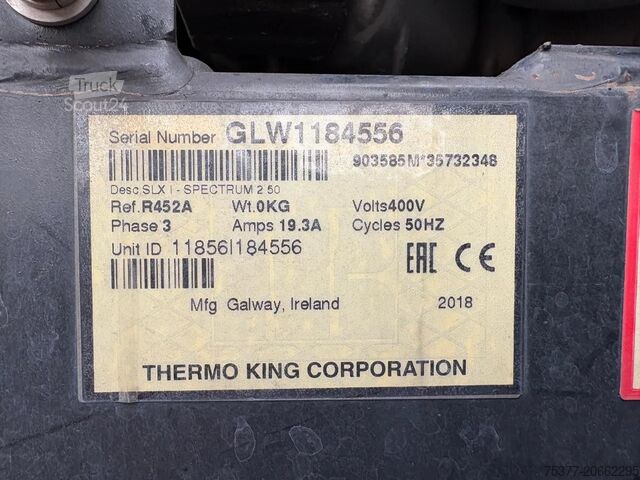 Truck
Scout24
Serial Number GLW1184556
903585M*35732348
Desc SLX I - SPECTRUM 2 50
Ref.R452A Wt.0KG Volts400V
Phase 3 Amps 19.3A Cycles 50HZ
Unit ID 11856I184556
EAC CE
Mfg Galway, Ireland 2018
THERMO KING CORPORATION
75377-20662295